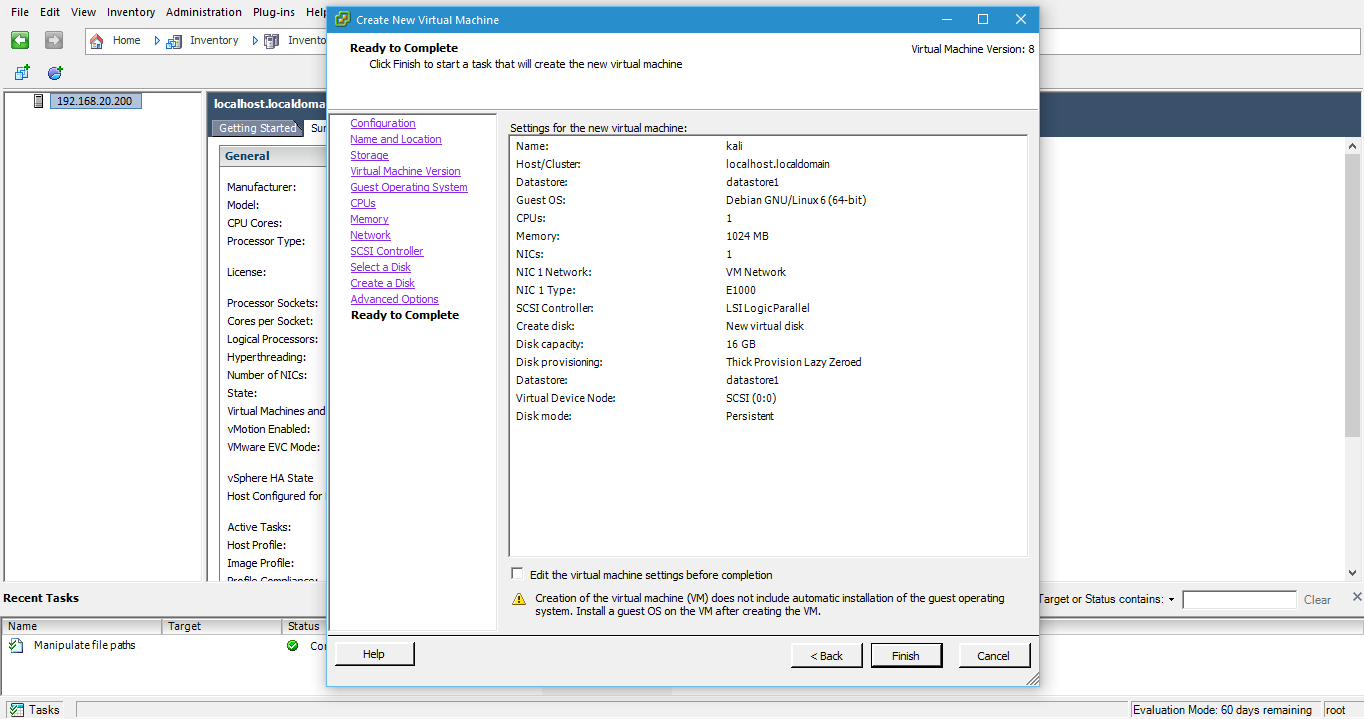 File Edit View Inventory Administration Plug-ins Help
Create New Virtual Machine
Home Inventory
Ready to Complete
Click Finish to start a task that will create the new virtual machine
Virtual Machine Version: 8
192.168.20.200
Getting Started
General
Manufacturer:
Model:
CPU Cores:
Processor Type:
License:
Processor Sockets:
Cores per Socket:
Logical Processors:
Hyperthreading:
Number of NICs:
State:
Virtual Machines and
vMotion Enabled:
VMware EVC Mode:
vSphere HA State
Host Configured for
Active Tasks:
Host Profile:
Image Profile:
Profile Compliance:
Configuration
Name and Location
Storage
Virtual Machine Version
Guest Operating System
CPUs
Memory
Network
SCSI Controller
Select a Disk
Create a Disk
Advanced Options
Ready to Complete
Settings for the new virtual machine:
Name: kali
Host/Cluster: localhost.localdomain
Datastore: datastore1
Guest OS: Debian GNU/Linux 6 (64-bit)
CPUs: 1
Memory: 1024 MB
NICs: 1
NIC 1 Network: VM Network
NIC 1 Type: E1000
SCSI Controller: LSI Logic Parallel
Create disk: New virtual disk
Disk capacity: 16 GB
Disk provisioning: Thick Provision Lazy Zeroed
Datastore: datastore1
Virtual Device Node: SCSI (0:0)
Disk mode: Persistent
Edit the virtual machine settings before completion
Creation of the virtual machine (VM) does not include automatic installation of the guest operating
system. Install a guest OS on the VM after creating the VM.
Help < Back Finish Cancel
Recent Tasks
Target or Status contains: Clear
Name Target Status
Manipulate file paths
Tasks
Evaluation Mode: 60 days remaining root